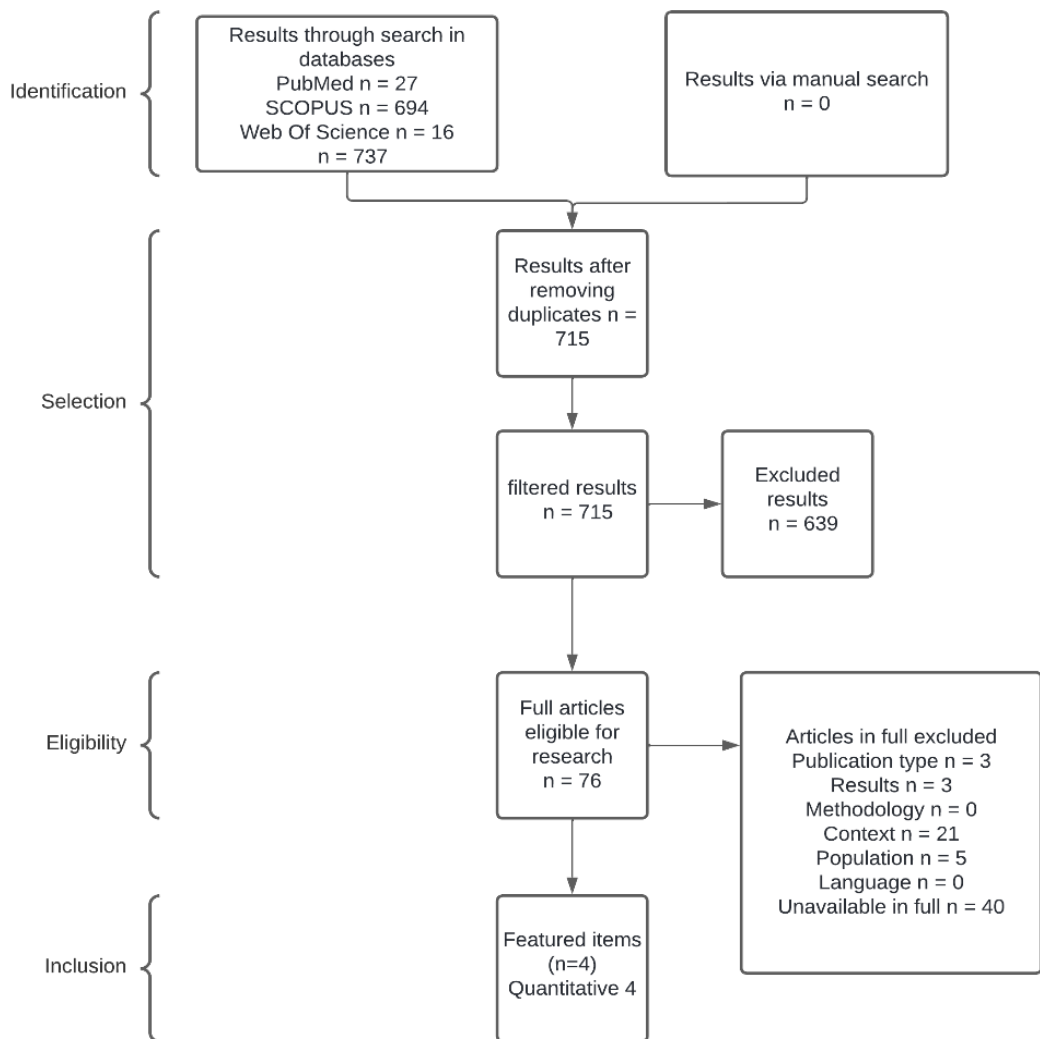 Identification
Results through search in
databases
PubMed n = 27
SCOPUS n = 694
Web Of Science n = 16
n = 737
Results via manual search
n = 0
Selection
Results after
removing
duplicates n =
715
filtered results
n = 715
Excluded
results
n = 639
Eligibility
Full articles
eligible for
research
n = 76
Articles in full excluded
Publication type n = 3
Results n = 3
Methodology n = 0
Context n = 21
Population n = 5
Language n = 0
Unavailable in full n = 40
Inclusion
Featured items
(n=4)
Quantitative 4